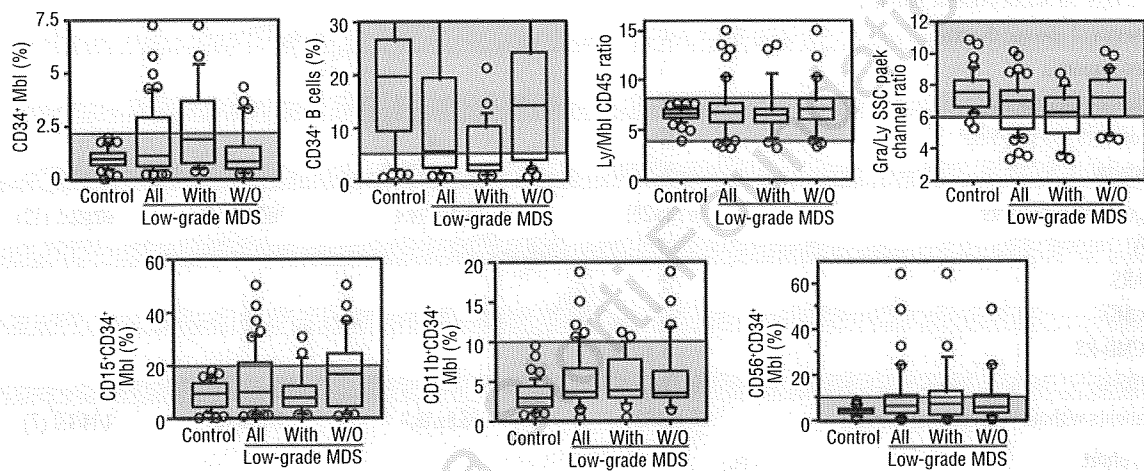 CD34+ Mbl (%)
7.5
5
2.5
0
Control All With W/O
Low-grade MDS
CD34+ B cells (%)
30
20
10
0
Control All With W/O
Low-grade MDS
Ly/Mbl CD45 ratio
15
10
5
0
Control All With W/O
Low-grade MDS
Gra/Ly SSC paek
channel ratio
12
10
8
6
4
2
Control All With W/O
Low-grade MDS
CD15+CD34+
Mbl (%)
60
40
20
0
Control All With W/O
Low-grade MDS
CD11b+CD34+
Mbl (%)
20
15
10
5
0
Control All With W/O
Low-grade MDS
CD56+CD34+
Mbl (%)
60
40
20
10
0
Control All With W/O
Low-grade MDS